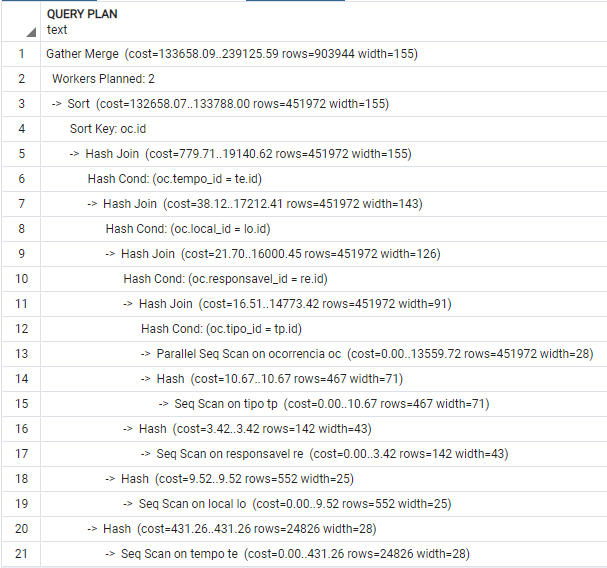 QUERY PLAN
text
1 Gather Merge (cost=133658.09..239125.59 rows=903944 width=155)
2 Workers Planned: 2
3 -> Sort (cost=132658.07..133788.00 rows=451972 width=155)
4 Sort Key: oc.id
5 -> Hash Join (cost=779.71..19140.62 rows=451972 width=155)
6 Hash Cond: (oc.tempo_id = te.id)
7 -> Hash Join (cost=38.12..17212.41 rows=451972 width=143)
8 Hash Cond: (oc.local_id = lo.id)
9 -> Hash Join (cost=21.70..16000.45 rows=451972 width=126)
10 Hash Cond: (oc.responsavel_id = re.id)
11 -> Hash Join (cost=16.51..14773.42 rows=451972 width=91)
12 Hash Cond: (oc.tipo_id = tp.id)
13 -> Parallel Seq Scan on ocorrencia oc (cost=0.00..13559.72 rows=451972 width=28)
14 -> Hash (cost=10.67..10.67 rows=467 width=71)
15 -> Seq Scan on tipo tp (cost=0.00..10.67 rows=467 width=71)
16 -> Hash (cost=3.42..3.42 rows=142 width=43)
17 -> Seq Scan on responsavel re (cost=0.00..3.42 rows=142 width=43)
18 -> Hash (cost=9.52..9.52 rows=552 width=25)
19 -> Seq Scan on local lo (cost=0.00..9.52 rows=552 width=25)
20 -> Hash (cost=431.26..431.26 rows=24826 width=28)
21 -> Seq Scan on tempo te (cost=0.00..431.26 rows=24826 width=28)